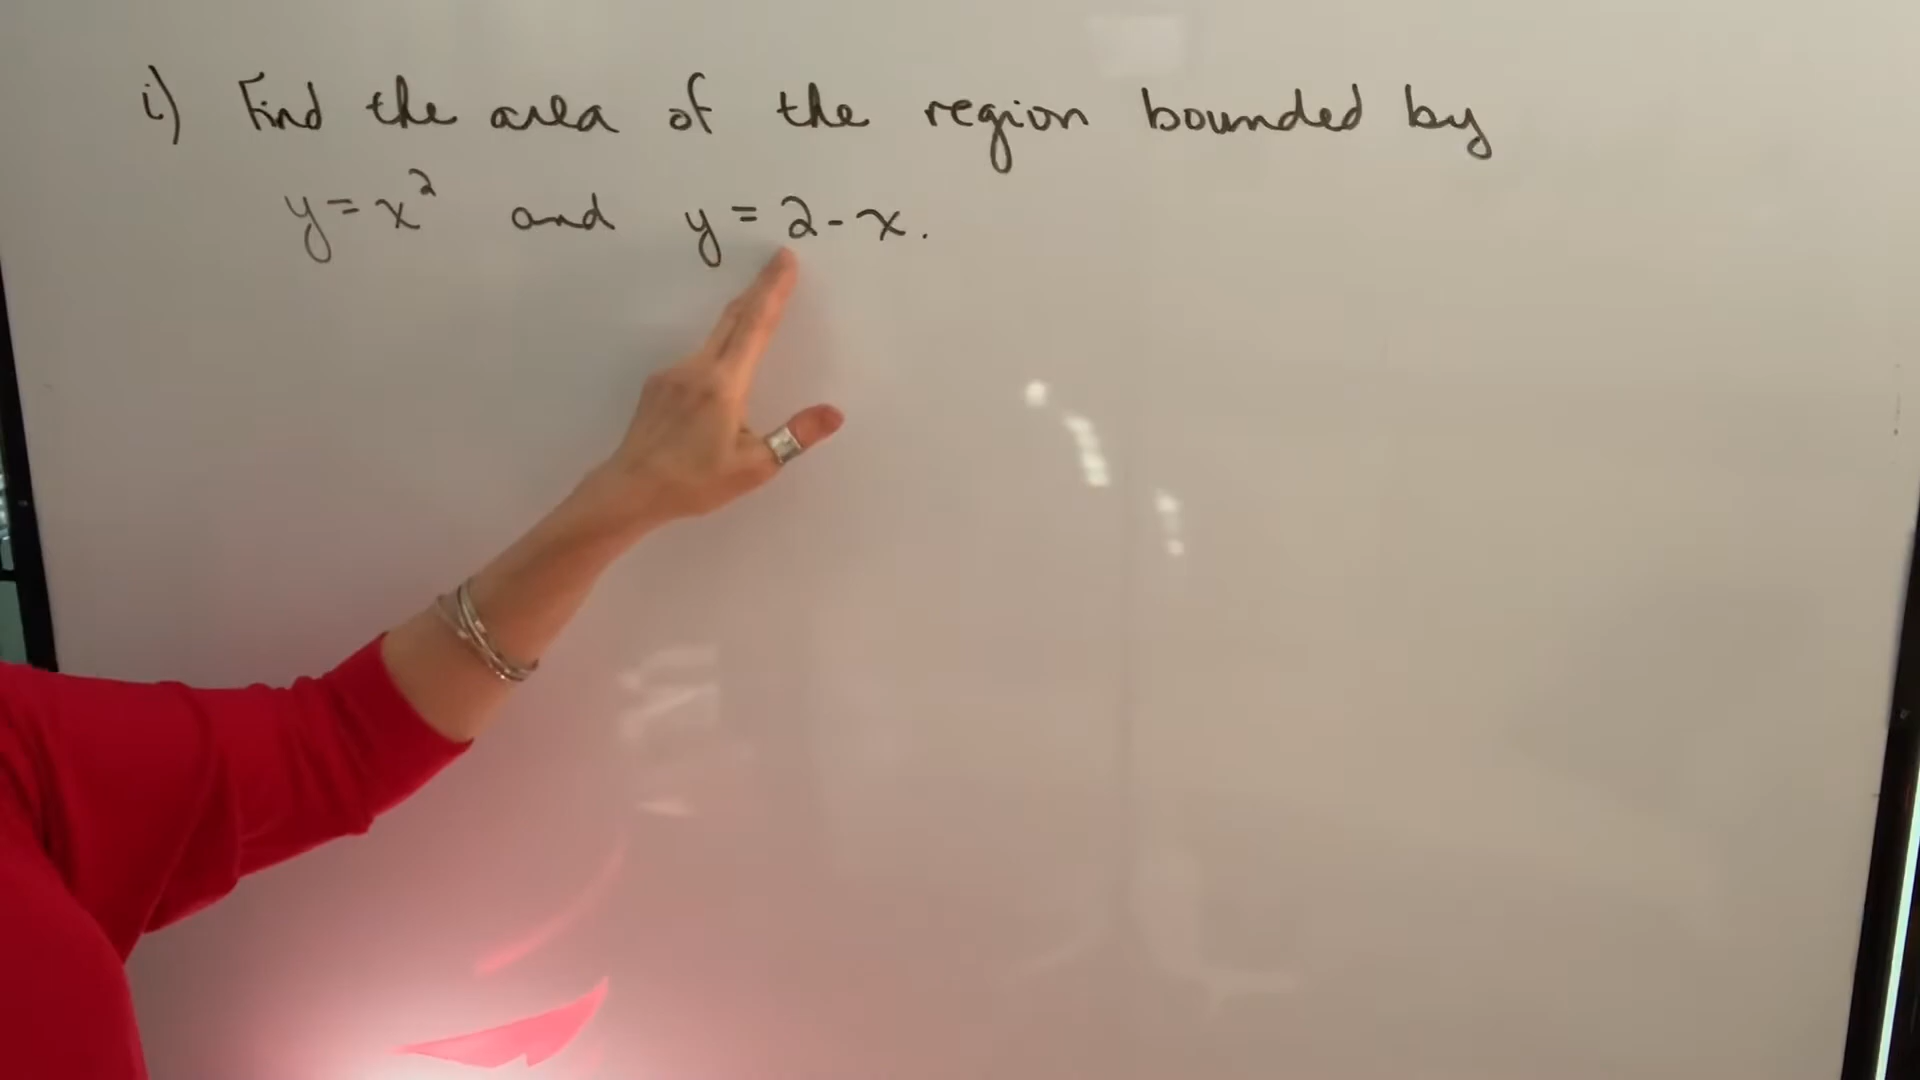 i) Find the area of the region bounded by
y = x² and y = 2 - x.